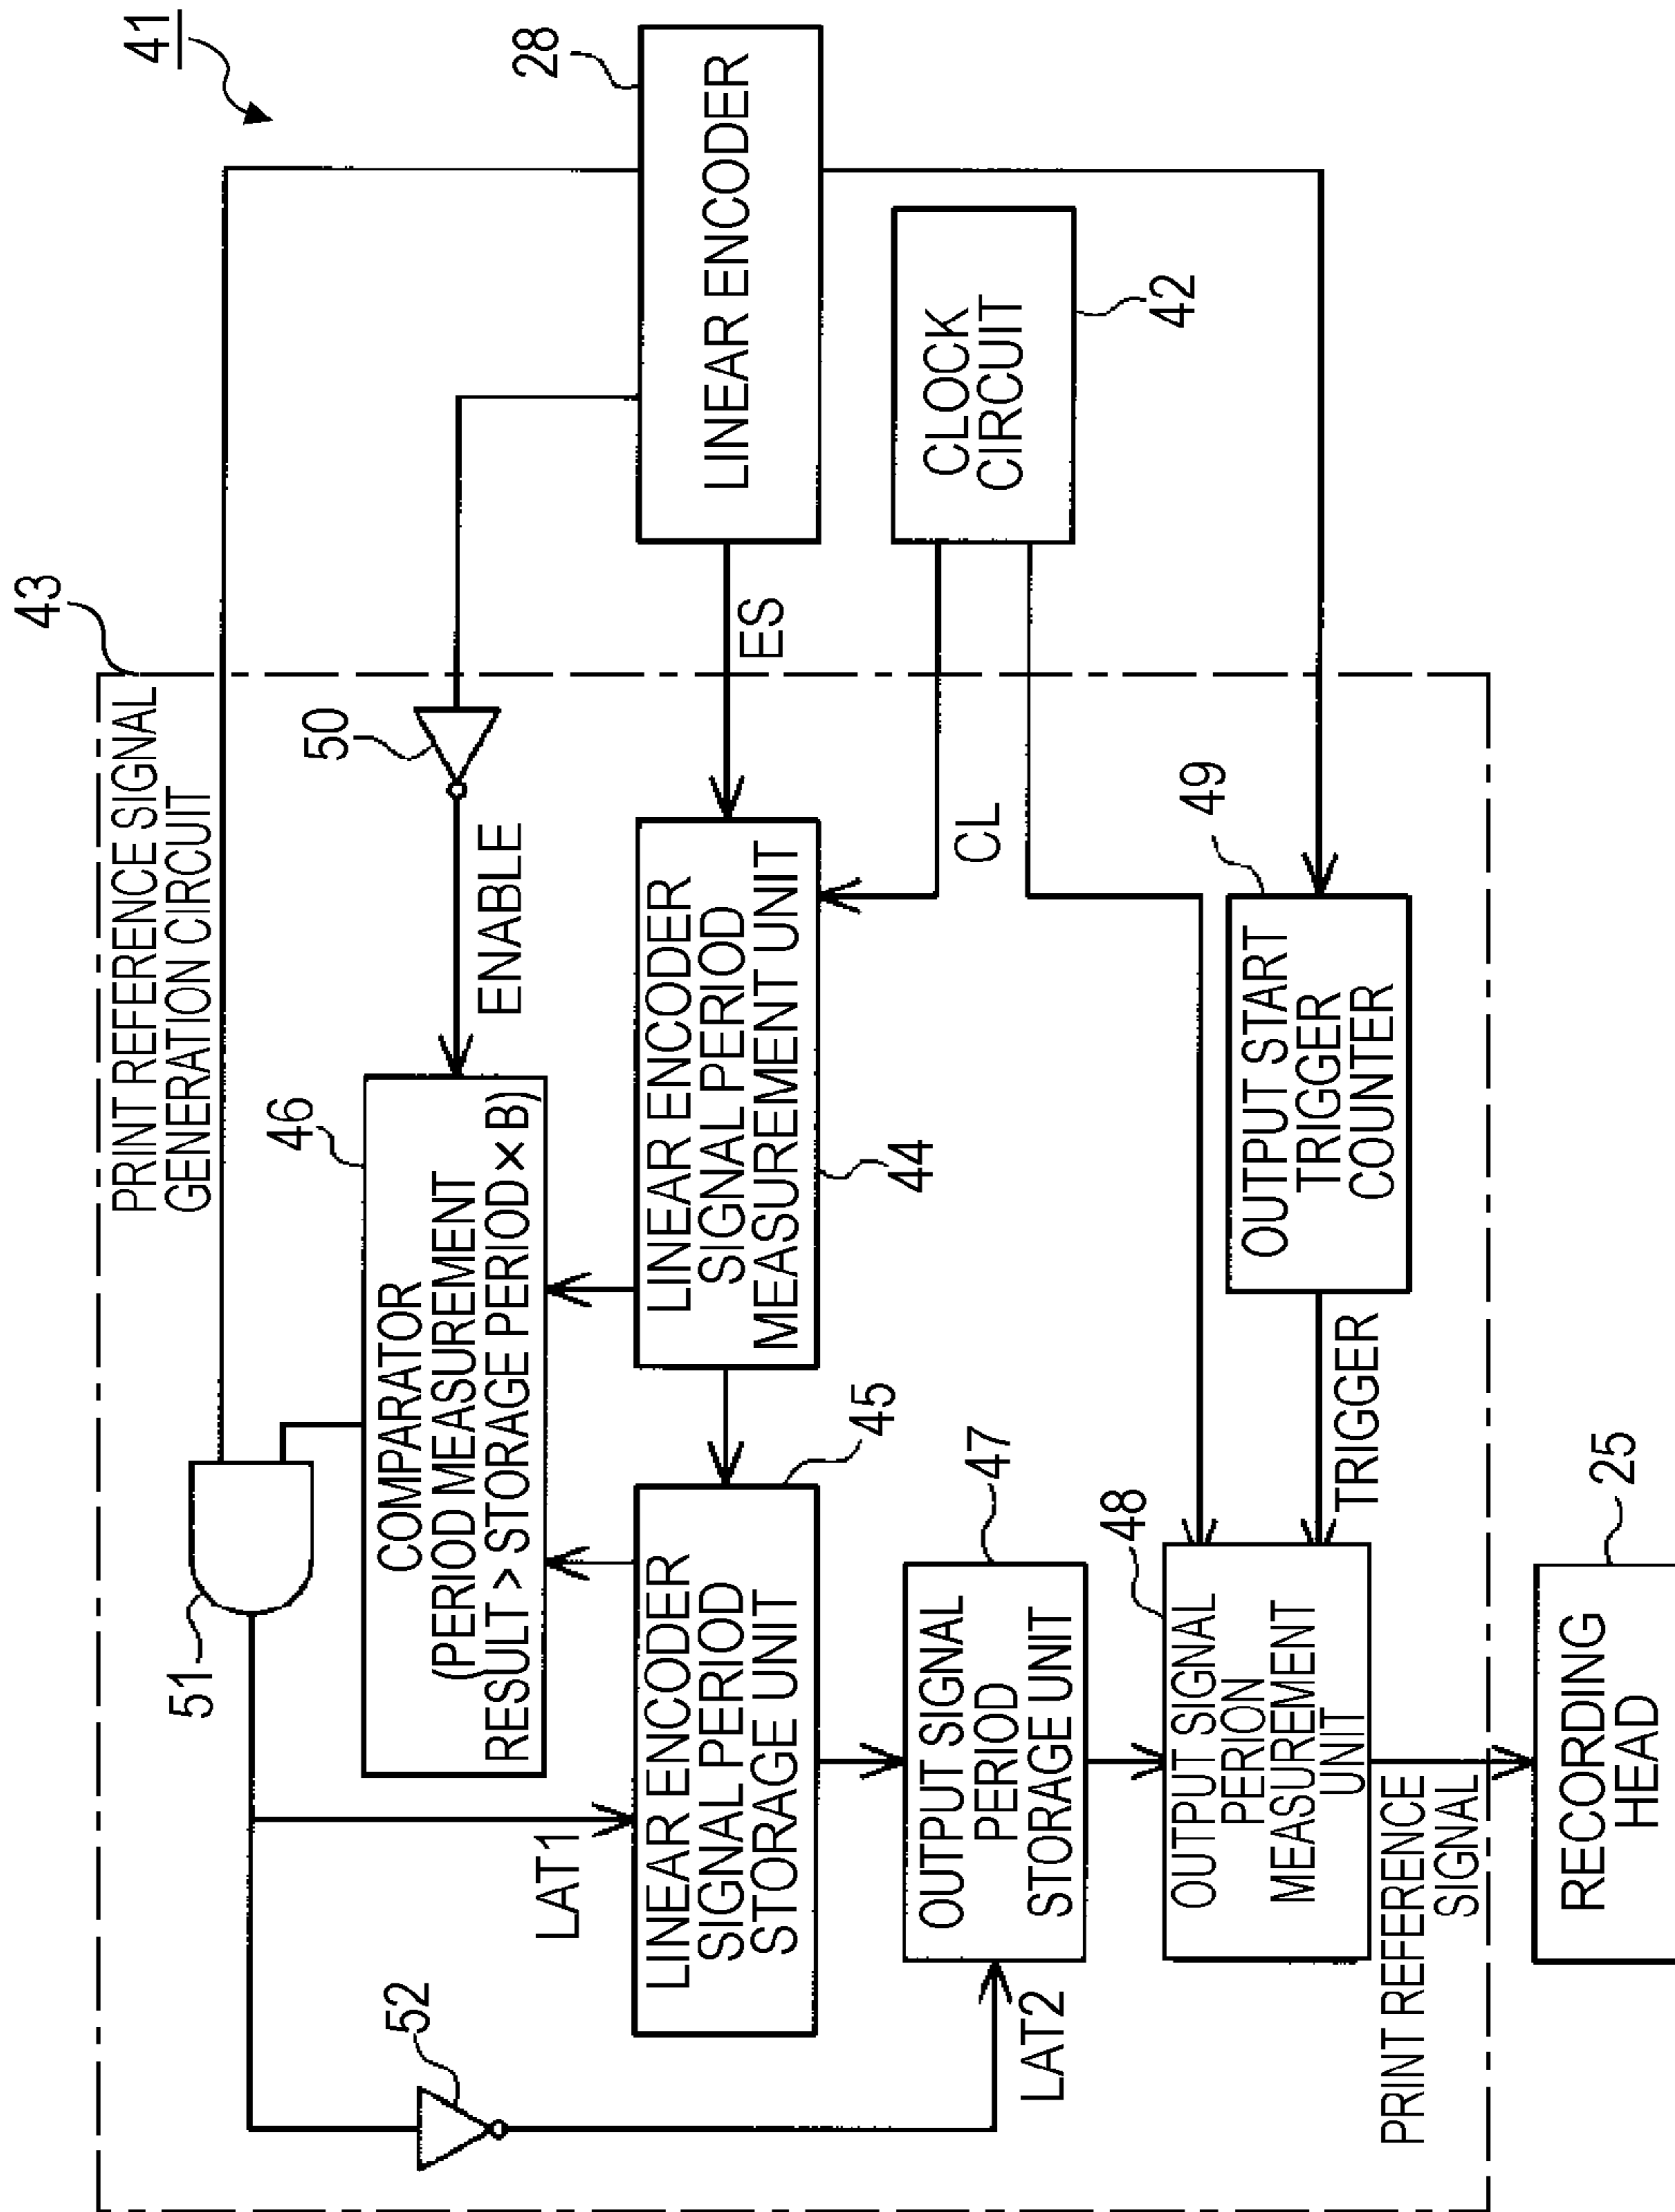 41
43
PRINT REFERENCE SIGNAL
GENERATION CIRCUIT
51
46
COMPARATOR
(PERIOD MEASUREMENT
RESULT > STORAGE PERIOD × B)
50
ENABLE
28
LINEAR ENCODER
52
LAT1
45
LINEAR ENCODER
SIGNAL PERIOD
STORAGE UNIT
44
LINEAR ENCODER
SIGNAL PERIOD
MEASUREMENT UNIT
ES
CLOCK
CIRCUIT
42
CL
47
OUTPUT SIGNAL
PERIOD
STORAGE UNIT
LAT2
48
OUTPUT SIGNAL
PERION
MEASUREMENT
UNIT
49
OUTPUT START
TRIGGER
COUNTER
TRIGGER
PRINT REFERENCE
SIGNAL
25
RECORDING
HEAD